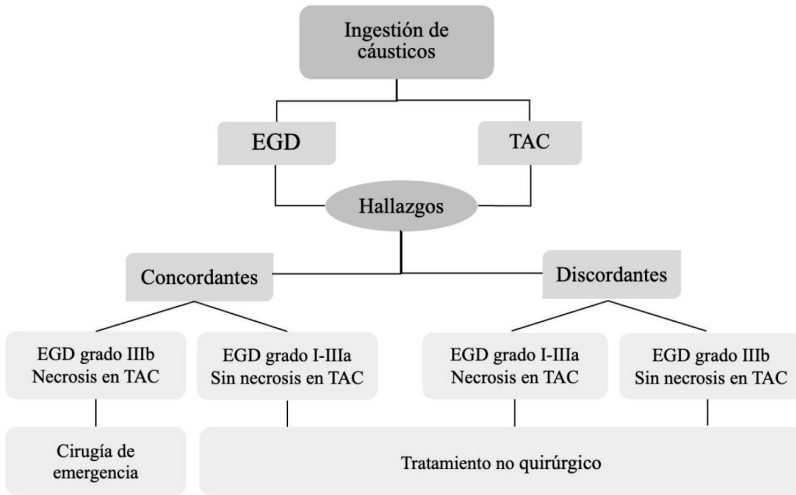 Ingestión de
cáusticos
EGD
TAC
Hallazgos
Concordantes
Discordantes
EGD grado IIIb
Necrosis en TAC
EGD grado I-IIIa
Sin necrosis en TAC
EGD grado I-IIIa
Necrosis en TAC
EGD grado IIIb
Sin necrosis en TAC
Cirugía de
emergencia
Tratamiento no quirúrgico